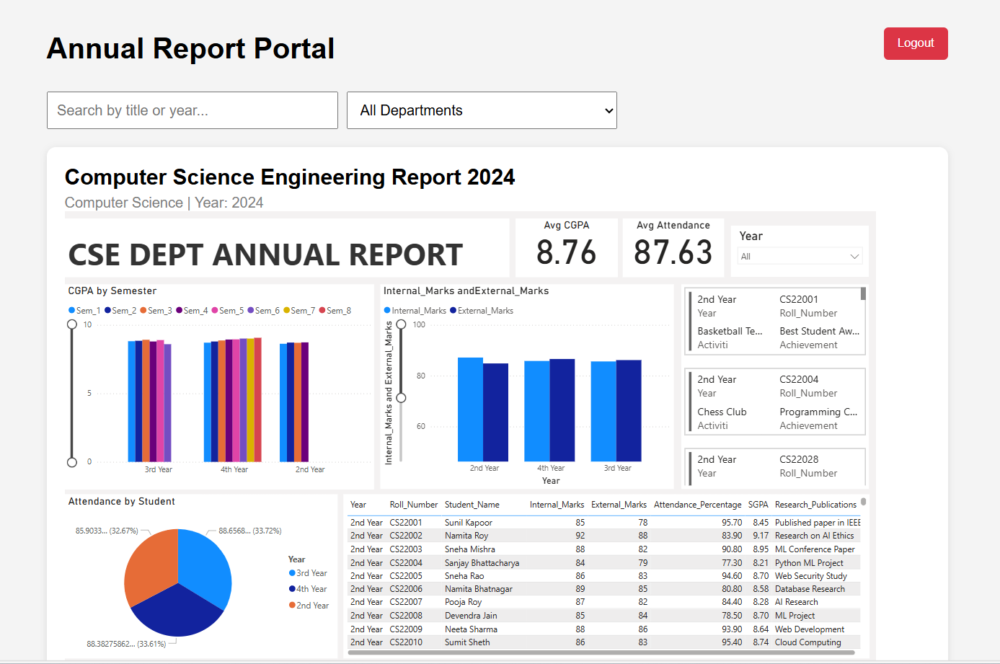 Annual Report Portal
Logout
Search by title or year...
All Departments
Computer Science Engineering Report 2024
Computer Science | Year: 2024
CSE DEPT ANNUAL REPORT
Avg CGPA
8.76
Avg Attendance
87.63
Year
All
CGPA by Semester
Sem_1 Sem_2 Sem_3 Sem_4 Sem_5 Sem_6 Sem_7 Sem_8
10
5
0
3rd Year 4th Year 2nd Year
Internal_Marks andExternal_Marks
Internal_Marks External_Marks
Internal_Marks and External_Marks
100
80
60
2nd Year 4th Year 3rd Year
Year
2nd Year CS22001
Year Roll_Number
Basketball Te... Best Student Aw...
Activiti Achievement
2nd Year CS22004
Year Roll_Number
Chess Club Programming C...
Activiti Achievement
2nd Year CS22028
Year Roll_Number
Attendance by Student
85.9033... (32.67%)
88.6568... (33.72%)
88.38275862... (33.61%)
Year
3rd Year
4th Year
2nd Year
Year Roll_Number Student_Name Internal_Marks External_Marks Attendance_Percentage SGPA Research_Publications
2nd Year CS22001 Sunil Kapoor 85 78 95.70 8.45 Published paper in IEEE
2nd Year CS22002 Namita Roy 92 88 83.90 9.17 Research on AI Ethics
2nd Year CS22003 Sneha Mishra 88 82 90.80 8.95 ML Conference Paper
2nd Year CS22004 Sanjay Bhattacharya 84 79 77.30 8.21 Python ML Project
2nd Year CS22005 Sneha Rao 86 83 94.60 8.70 Web Security Study
2nd Year CS22006 Namita Bhatnagar 89 85 80.80 8.58 Database Research
2nd Year CS22007 Pooja Roy 87 82 84.40 8.28 AI Research
2nd Year CS22008 Devendra Jain 85 84 78.50 8.70 ML Project
2nd Year CS22009 Neeta Sharma 88 86 93.90 8.64 Web Development
2nd Year CS22010 Sumit Sheth 86 83 95.40 8.74 Cloud Computing